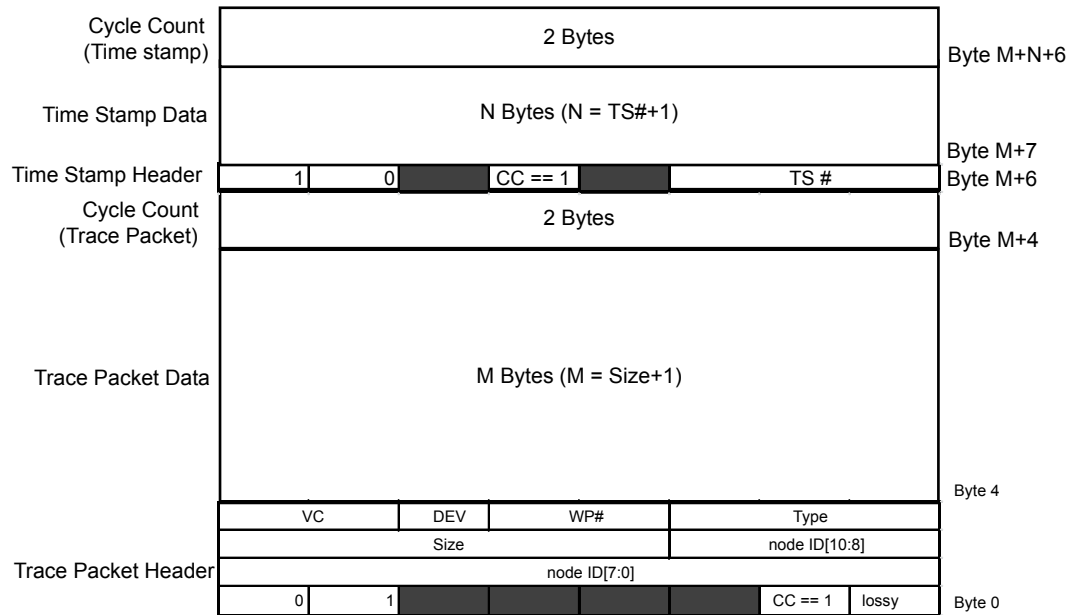 Cycle Count
(Time stamp)
2 Bytes
Byte M+N+6
Time Stamp Data
N Bytes (N = TS#+1)
Byte M+7
Time Stamp Header
1 0 CC == 1 TS #
Byte M+6
Cycle Count
(Trace Packet)
2 Bytes
Byte M+4
Trace Packet Data
M Bytes (M = Size+1)
Byte 4
VC DEV WP# Type
Size node ID[10:8]
Trace Packet Header
node ID[7:0]
0 1 CC == 1 lossy
Byte 0